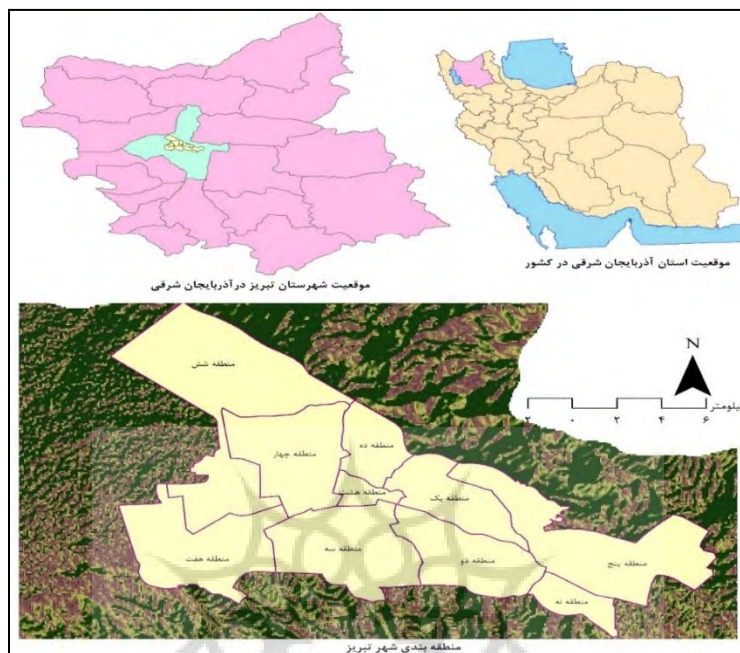 موقعیت استان آذربایجان شرقی در کشور
موقعیت شهرستان تبریز در آذربایجان شرقی
N
کیلومتر
۲ ۰ ۲ ۴ ۶
منطقه شش
منطقه ده
منطقه چهار
منطقه هشت
منطقه یک
منطقه هفت
منطقه سه
منطقه دو
منطقه پنج
منطقه نه
منطقه بندی شهر تبریز